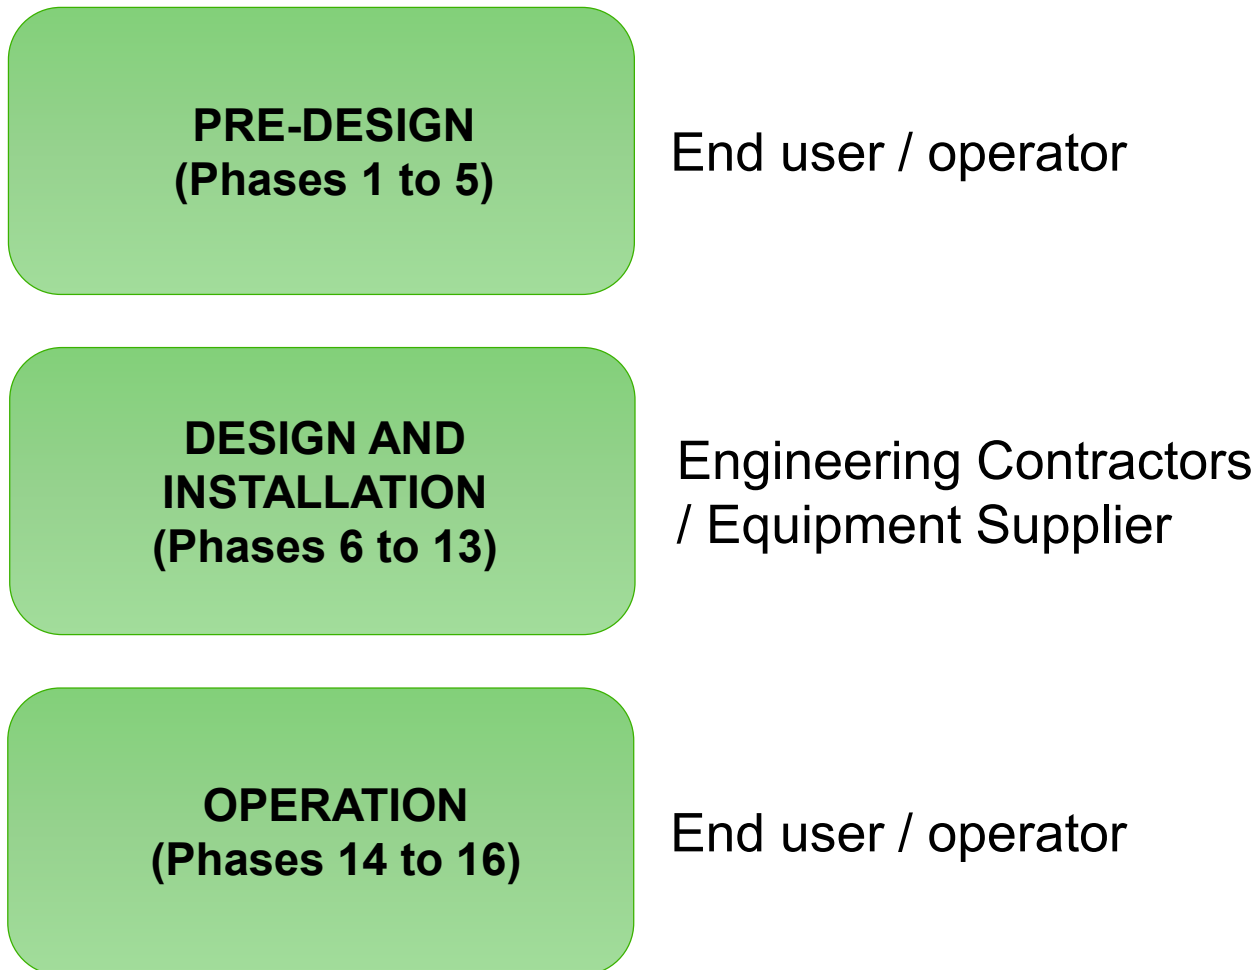 PRE-DESIGN
(Phases 1 to 5)
End user / operator
DESIGN AND
INSTALLATION
(Phases 6 to 13)
Engineering Contractors
/ Equipment Supplier
OPERATION
(Phases 14 to 16)
End user / operator